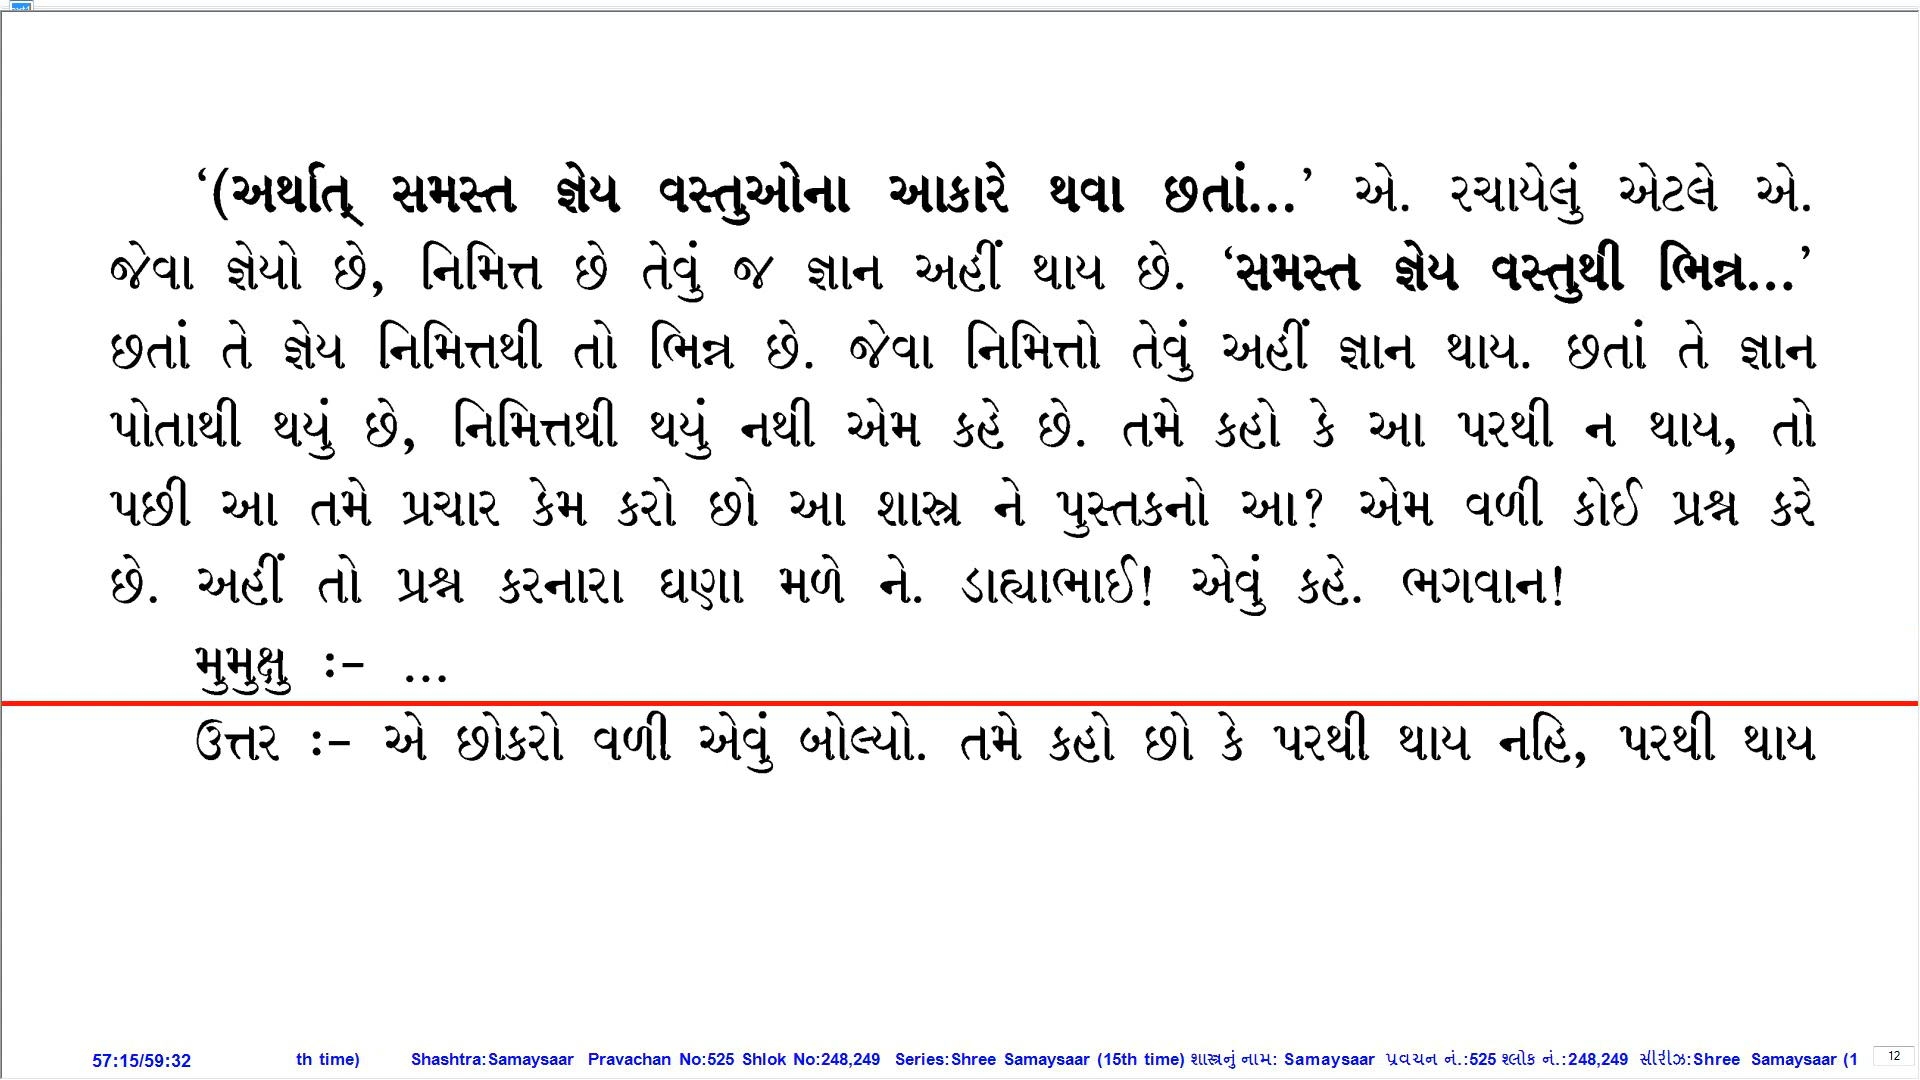 ‘(અર્થાત્ સમસ્ત જ્ઞેય વસ્તુઓના આકારે થવા છતાં...’ એ. રચાયેલું એટલે એ.
જેવા જ્ઞેયો છે, નિમિત્ત છે તેવું જ જ્ઞાન અહીં થાય છે. ‘સમસ્ત જ્ઞેય વસ્તુથી ભિન્ન...’
છતાં તે જ્ઞેય નિમિત્તથી તો ભિન્ન છે. જેવા નિમિત્તો તેવું અહીં જ્ઞાન થાય. છતાં તે જ્ઞાન
પોતાથી થયું છે, નિમિત્તથી થયું નથી એમ કહે છે. તમે કહો કે આ પરથી ન થાય, તો
પછી આ તમે પ્રચાર કેમ કરો છો આ શાસ્ત્ર ને પુસ્તકનો આ? એમ વળી કોઈ પ્રશ્ન કરે
છે. અહીં તો પ્રશ્ન કરનારા ઘણા મળે ને. ડાહ્યાભાઈ! એવું કહે. ભગવાન!
મુમુક્ષુ :- ...
ઉત્તર :- એ છોકરો વળી એવું બોલ્યો. તમે કહો છો કે પરથી થાય નહિ, પરથી થાય
57:15/59:32 th time) Shashtra:Samaysaar Pravachan No:525 Shlok No:248,249 Series:Shree Samaysaar (15th time) શાસ્ત્રનું નામ: Samaysaar પ્રવચન નં.:525 શ્લોક નં.:248,249 સીરીઝ:Shree Samaysaar (1 12